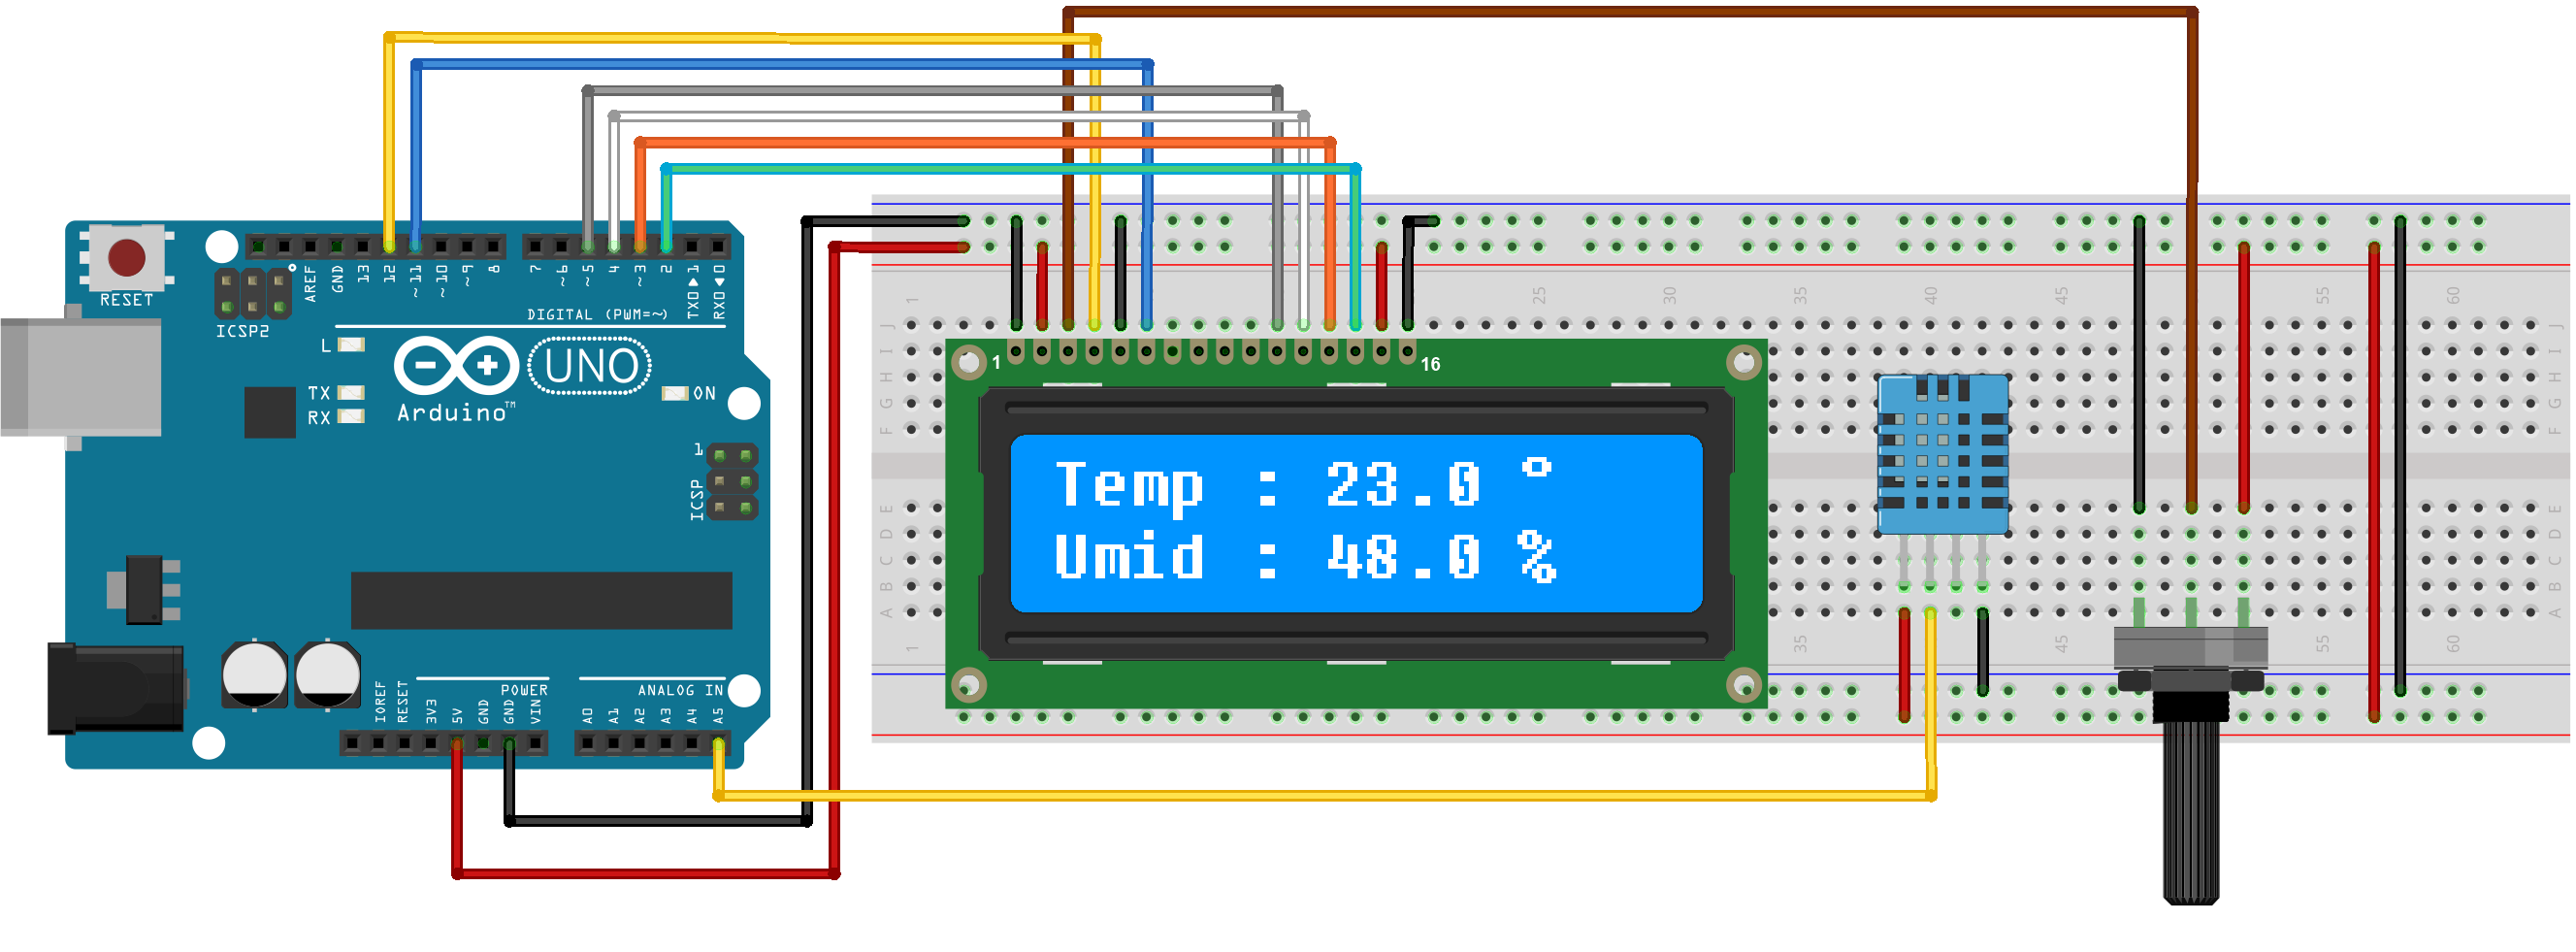 RESET
ICSP2
AREF
GND
13
12
~11
~10
~9
8
7
~6
~5
4
~3
2
TX0▶1
RX0◀0
DIGITAL (PWM=~)
L
TX
RX
UNO
Arduino™
ON
1
ICSP
IOREF
RESET
3V3
5V
GND
GND
VIN
POWER
ANALOG IN
A0
A1
A2
A3
A4
A5
1
25
30
35
40
45
55
60
J
I
H
G
F
E
D
C
B
A
1
16
Temp : 23.0 °
Umid : 48.0 %
J
I
H
G
F
E
D
C
B
A
1
35
45
55
60